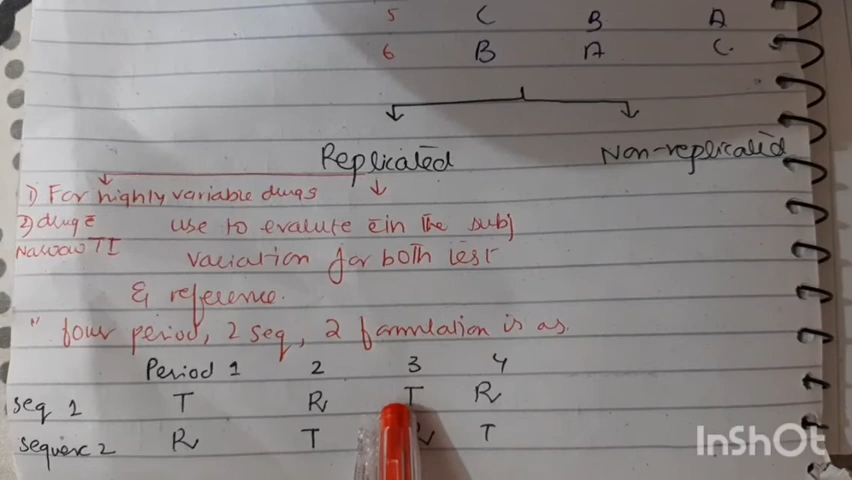 5 C B A
6 B A C
Replicated Non-replicated
1) For highly variable drugs
2) drug c̄ use to evalute c̄in the subj
Narrow TI variation for both test
& reference.
" four period, 2 seq, 2 formulation is as.
Period 1 2 3 4
seq 1 T R T R
sequence 2 R T R T
InShOt